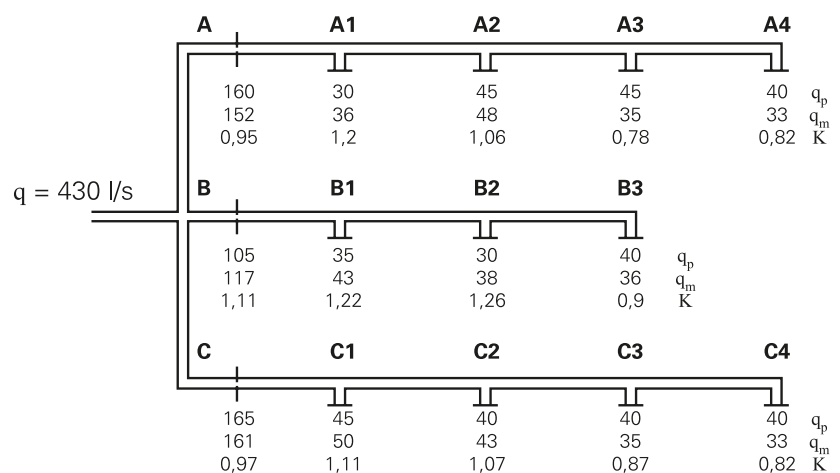 A A1 A2 A3 A4
160 30 45 45 40 qp
152 36 48 35 33 qm
0,95 1,2 1,06 0,78 0,82 K
q = 430 l/s
B B1 B2 B3
105 35 30 40 qp
117 43 38 36 qm
1,11 1,22 1,26 0,9 K
C C1 C2 C3 C4
165 45 40 40 40 qp
161 50 43 35 33 qm
0,97 1,11 1,07 0,87 0,82 K